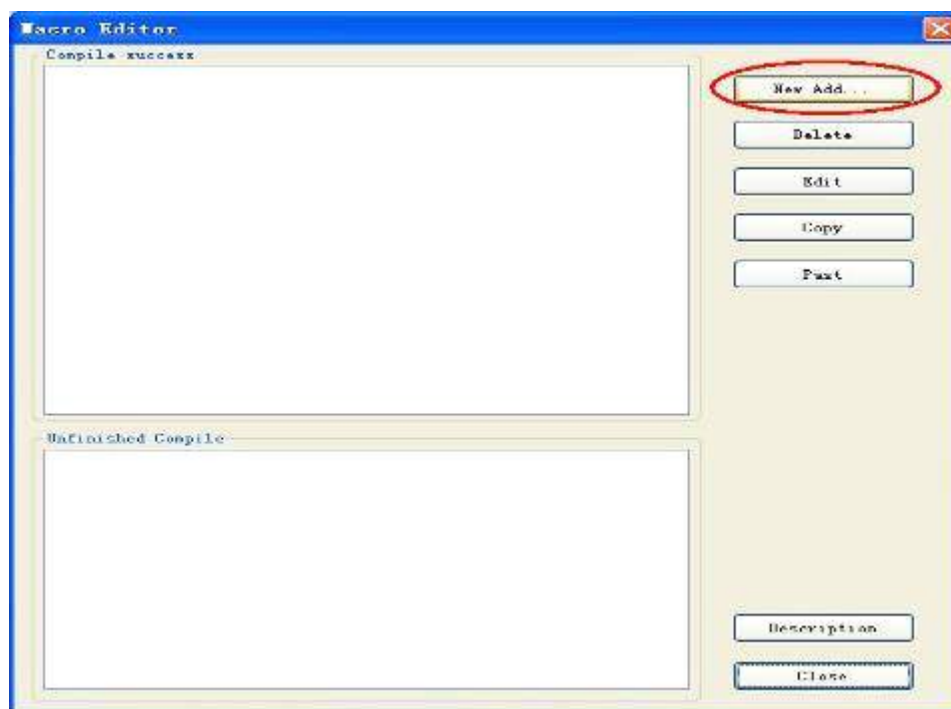 Macro Editor
Compile success
New Add...
Delete
Edit
Copy
Past
Unfinished Compile
Description
Close